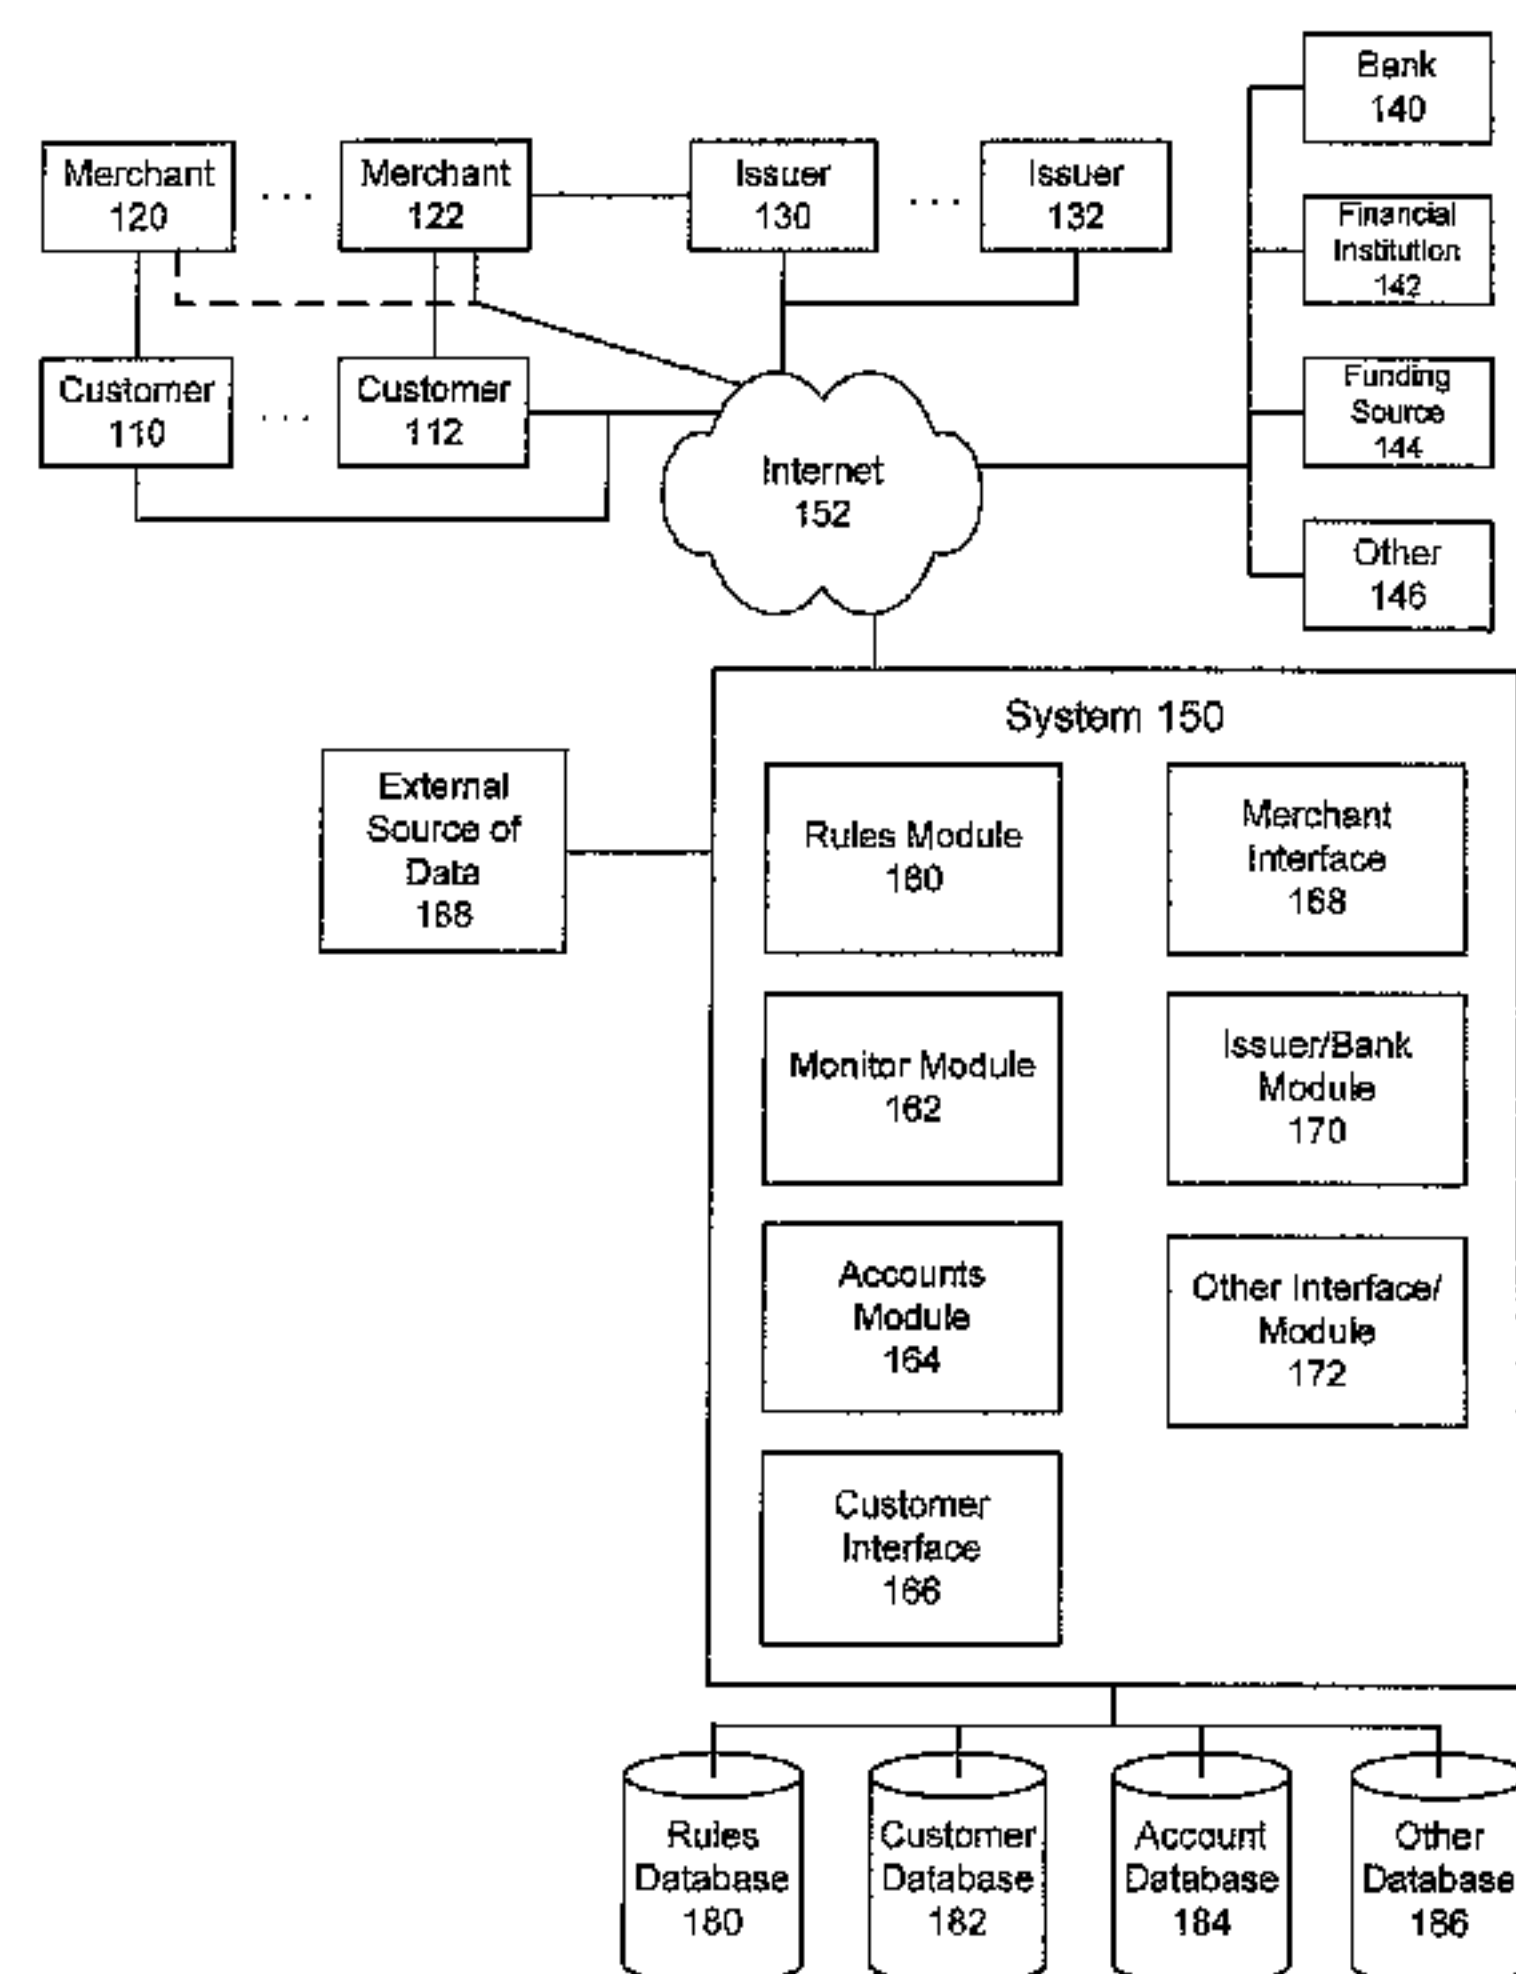 Bank
140
Merchant
120
. . .
Merchant
122
Issuer
130
. . .
Issuer
132
Financial
Institution
142
Customer
110
. . .
Customer
112
Funding
Source
144
Internet
152
Other
146
System 150
External
Source of
Data
188
Rules Module
160
Merchant
Interface
168
Monitor Module
162
Issuer/Bank
Module
170
Accounts
Module
164
Other Interface/
Module
172
Customer
Interface
166
Rules
Database
180
Customer
Database
182
Account
Database
184
Other
Database
186